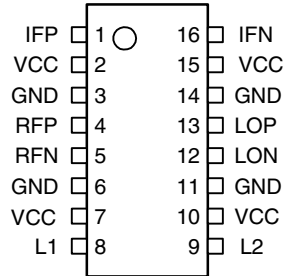 IFP 1 16 IFN
VCC 2 15 VCC
GND 3 14 GND
RFP 4 13 LOP
RFN 5 12 LON
GND 6 11 GND
VCC 7 10 VCC
L1 8 9 L2